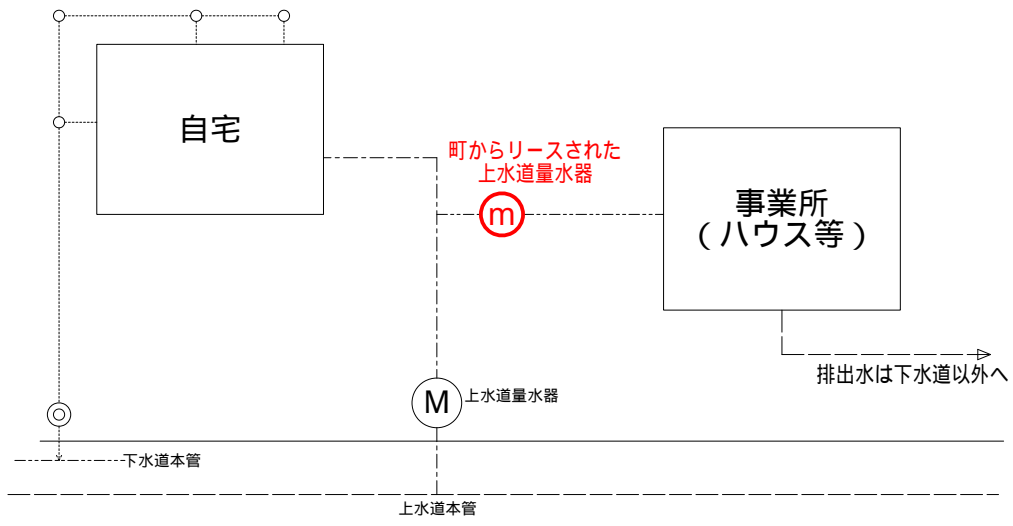 自宅
町からリースされた
上水道量水器
m
事業所
(ハウス等)
排出水は下水道以外へ
M
上水道量水器
下水道本管
上水道本管